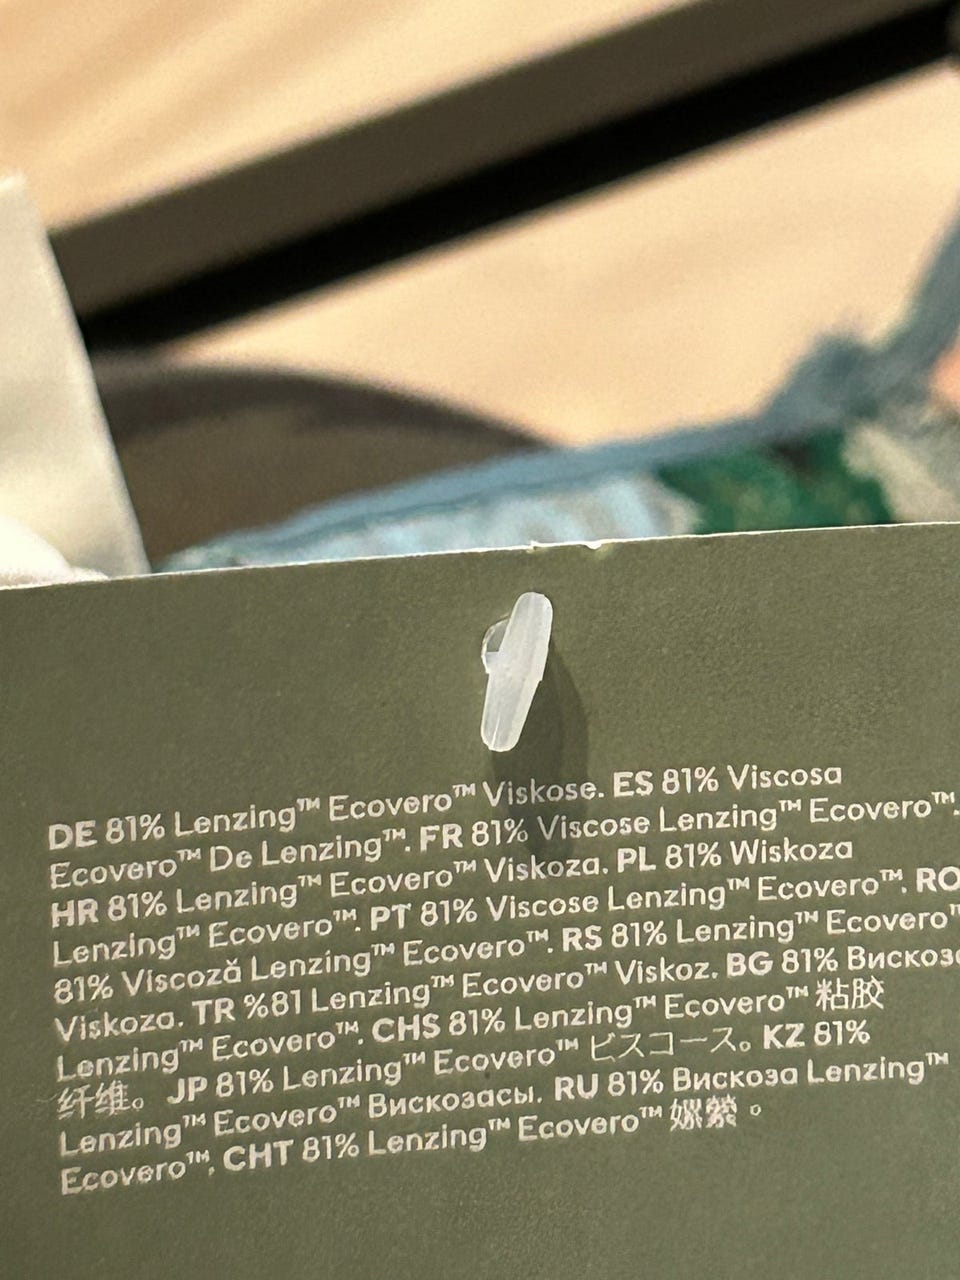 DE 81% Lenzing™ Ecovero™ Viskose. ES 81% Viscosa
Ecovero™ De Lenzing™. FR 81% Viscose Lenzing™ Ecovero™.
HR 81% Lenzing™ Ecovero™ Viskoza. PL 81% Wiskoza
Lenzing™ Ecovero™. PT 81% Viscose Lenzing™ Ecovero™. RO
81% Viscoză Lenzing™ Ecovero™. RS 81% Lenzing™ Ecovero™
Viskoza. TR %81 Lenzing™ Ecovero™ Viskoz. BG 81%
Lenzing™ Ecovero™. CHS 81% Lenzing™ Ecovero™ 粘胶
纤维。 JP 81% Lenzing™ Ecovero™ ビスコース。 KZ 81%
Lenzing™ Ecovero™ Вискозасы. RU 81% Вискоза Lenzing™
Ecovero™. CHT 81% Lenzing™ Ecovero™ 嫘縈。